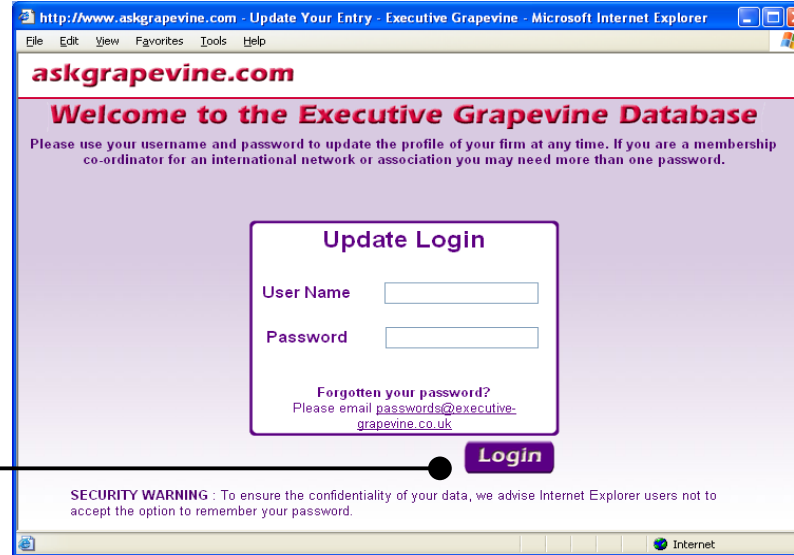 http://www.askgrapevine.com - Update Your Entry - Executive Grapevine - Microsoft Internet Explorer
File Edit View Favorites Tools Help
askgrapevine.com
Welcome to the Executive Grapevine Database
Please use your username and password to update the profile of your firm at any time. If you are a membership
co-ordinator for an international network or association you may need more than one password.
Update Login
User Name
Password
Forgotten your password?
Please email passwords@executive-
grapevine.co.uk
Login
SECURITY WARNING : To ensure the confidentiality of your data, we advise Internet Explorer users not to
accept the option to remember your password.
Internet